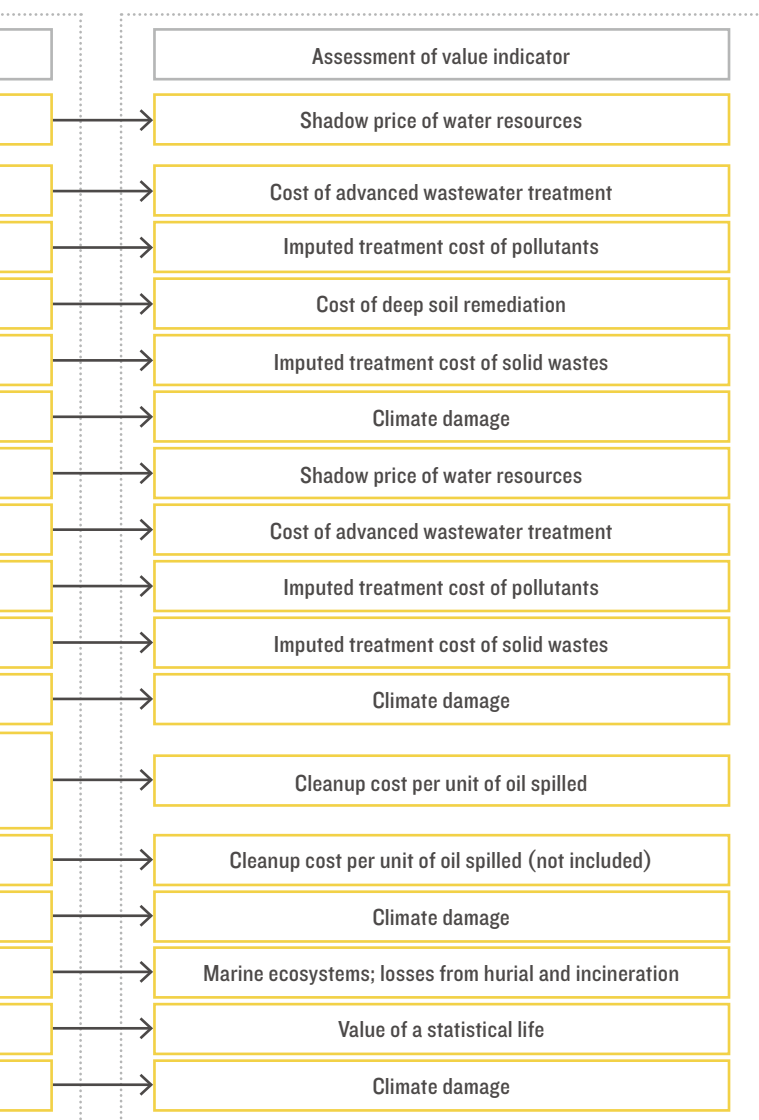 Assessment of value indicator
Shadow price of water resources
Cost of advanced wastewater treatment
Imputed treatment cost of pollutants
Cost of deep soil remediation
Imputed treatment cost of solid wastes
Climate damage
Shadow price of water resources
Cost of advanced wastewater treatment
Imputed treatment cost of pollutants
Imputed treatment cost of solid wastes
Climate damage
Cleanup cost per unit of oil spilled
Cleanup cost per unit of oil spilled (not included)
Climate damage
Marine ecosystems; losses from hurial and incineration
Value of a statistical life
Climate damage